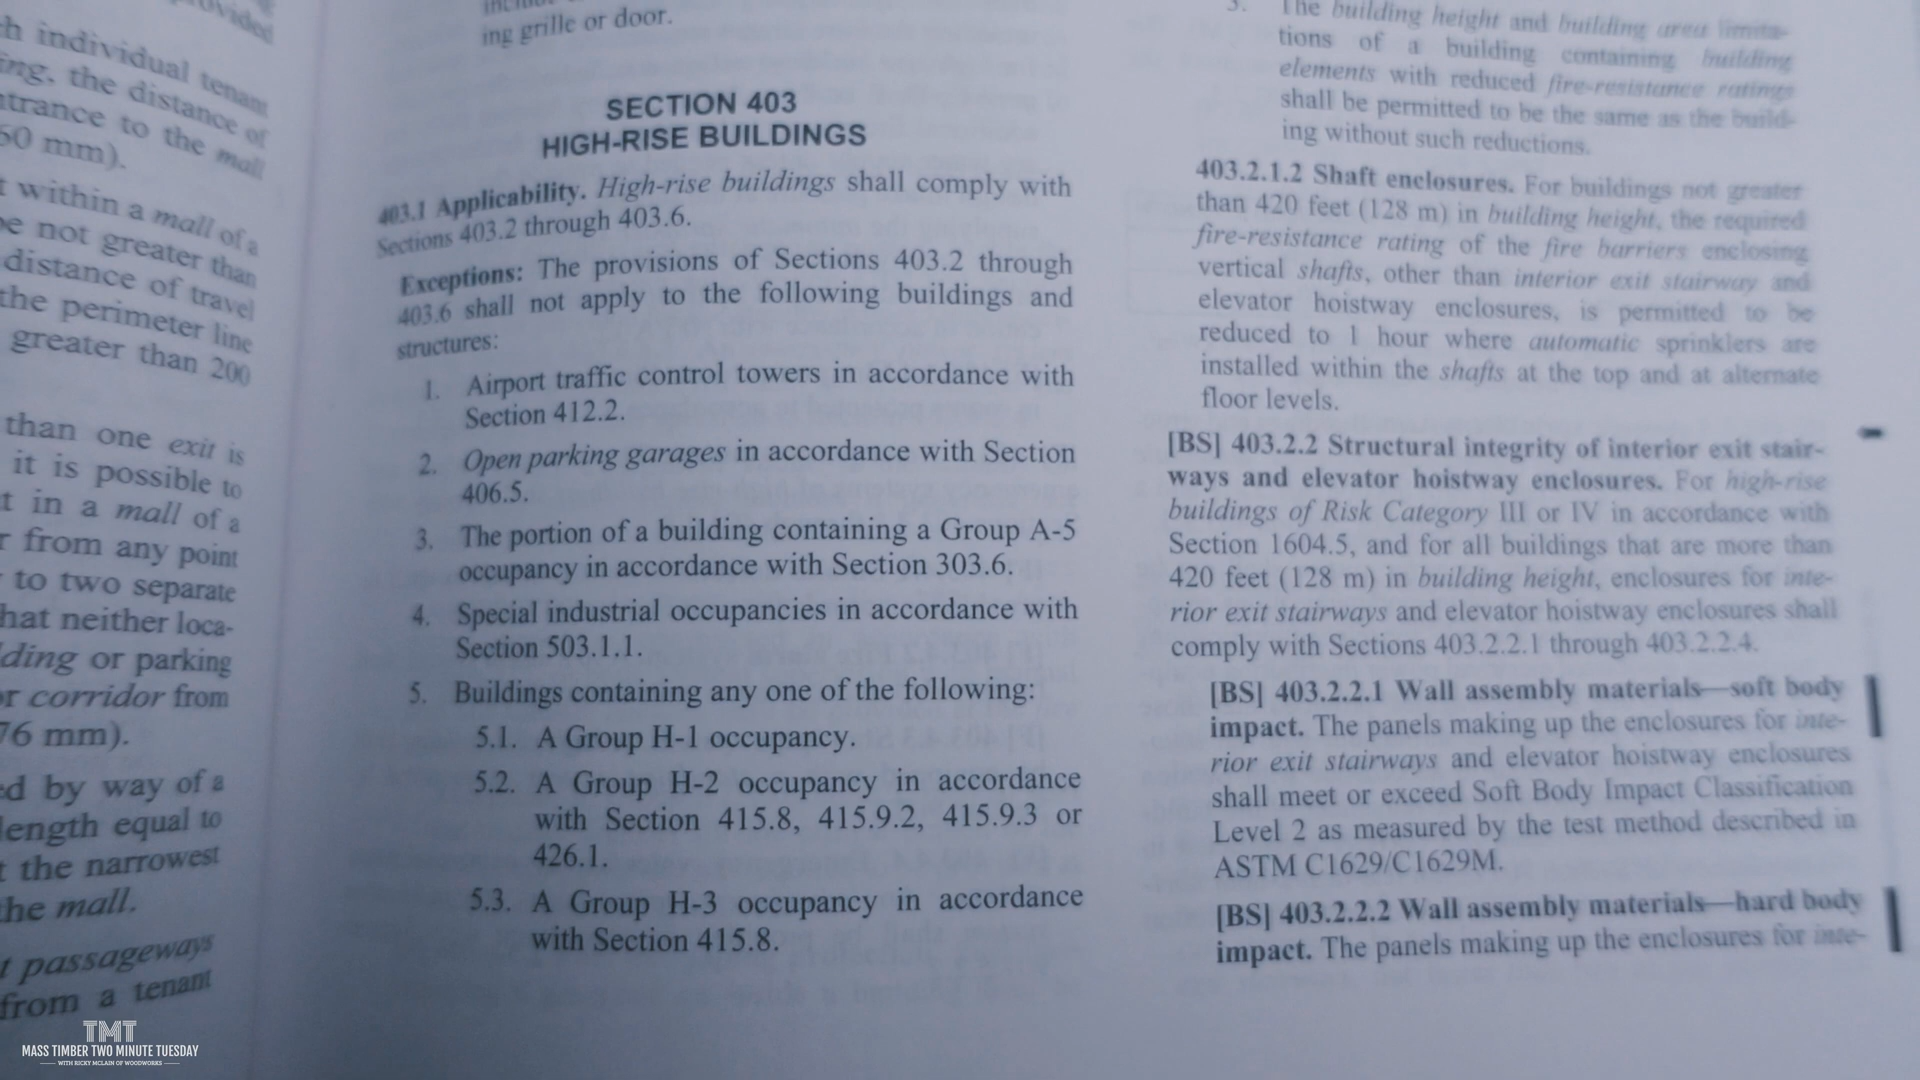 ch individual tenant
ing, the distance of
ntrance to the mall
50 mm).
t within a mall of a
be not greater than
distance of travel
the perimeter line
greater than 200
than one exit is
it is possible to
t in a mall of a
r from any point
to two separate
hat neither loca-
ding or parking
or corridor from
76 mm).
ed by way of a
length equal to
t the narrowest
the mall.
t passageways
from a tenant
ing grille or door.
SECTION 403
HIGH-RISE BUILDINGS
403.1 Applicability. High-rise buildings shall comply with
Sections 403.2 through 403.6.
Exceptions: The provisions of Sections 403.2 through
403.6 shall not apply to the following buildings and
structures:
1. Airport traffic control towers in accordance with
Section 412.2.
2. Open parking garages in accordance with Section
406.5.
3. The portion of a building containing a Group A-5
occupancy in accordance with Section 303.6.
4. Special industrial occupancies in accordance with
Section 503.1.1.
5. Buildings containing any one of the following:
5.1. A Group H-1 occupancy.
5.2. A Group H-2 occupancy in accordance
with Section 415.8, 415.9.2, 415.9.3 or
426.1.
5.3. A Group H-3 occupancy in accordance
with Section 415.8.
3. The building height and building area limita-
tions of a building containing building
elements with reduced fire-resistance ratings
shall be permitted to be the same as the build-
ing without such reductions.
403.2.1.2 Shaft enclosures. For buildings not greater
than 420 feet (128 m) in building height, the required
fire-resistance rating of the fire barriers enclosing
vertical shafts, other than interior exit stairway and
elevator hoistway enclosures, is permitted to be
reduced to 1 hour where automatic sprinklers are
installed within the shafts at the top and at alternate
floor levels.
[BS] 403.2.2 Structural integrity of interior exit stair-
ways and elevator hoistway enclosures. For high-rise
buildings of Risk Category III or IV in accordance with
Section 1604.5, and for all buildings that are more than
420 feet (128 m) in building height, enclosures for inte-
rior exit stairways and elevator hoistway enclosures shall
comply with Sections 403.2.2.1 through 403.2.2.4.
[BS] 403.2.2.1 Wall assembly materials—soft body
impact. The panels making up the enclosures for inte-
rior exit stairways and elevator hoistway enclosures
shall meet or exceed Soft Body Impact Classification
Level 2 as measured by the test method described in
ASTM C1629/C1629M.
[BS] 403.2.2.2 Wall assembly materials—hard body
impact. The panels making up the enclosures for inte-
TMT
MASS TIMBER TWO MINUTE TUESDAY
WITH RICKY MCLAIN OF WOODWORKS